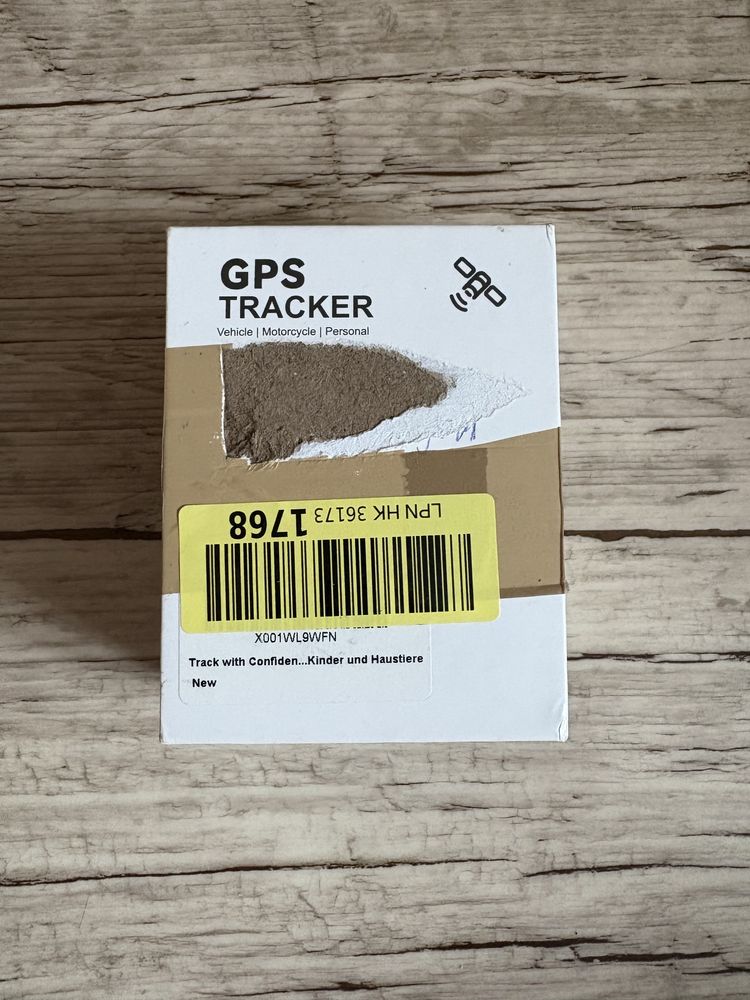 GPS
TRACKER
Vehicle | Motorcycle | Personal
LPN HK 36173 1768
X001WL9WFN
Track with Confiden...Kinder und Haustiere
New